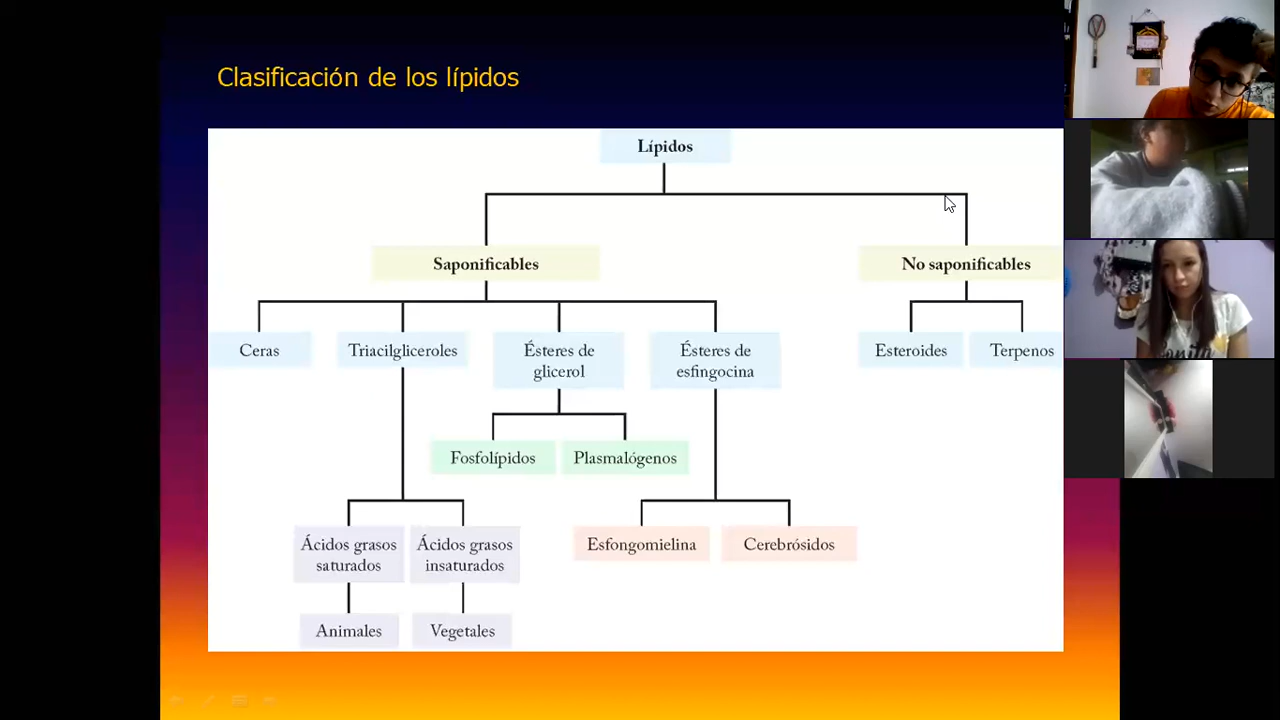 Clasificación de los lípidos
Lípidos
Saponificables
No saponificables
Ceras
Triacilgliceroles
Ésteres de
glicerol
Ésteres de
esfingocina
Esteroides
Terpenos
Fosfolípidos
Plasmalógenos
Ácidos grasos
saturados
Ácidos grasos
insaturados
Esfongomielina
Cerebrósidos
Animales
Vegetales